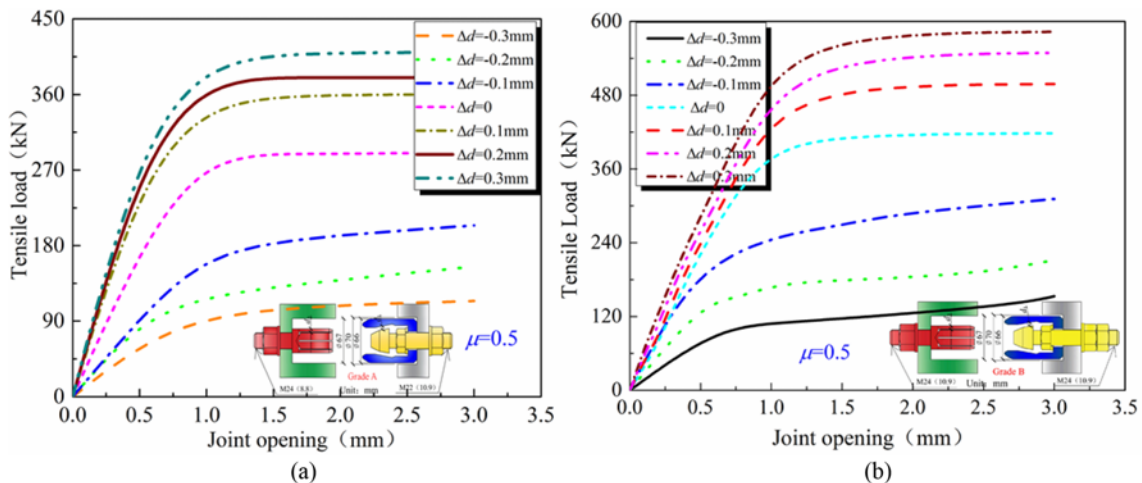 450
360
270
180
90
0
Tensile load（kN）
Δd=-0.3mm
Δd=-0.2mm
Δd=-0.1mm
Δd=0
Δd=0.1mm
Δd=0.2mm
Δd=0.3mm
μ=0.5
Φ67
Φ70
Φ66
Grade A
M24（8.8）
Unit：mm
M22（10.9）
0.0 0.5 1.0 1.5 2.0 2.5 3.0 3.5
Joint opening（mm）
(a)
600
480
360
240
120
0
Tensile Load（kN）
Δd=-0.3mm
Δd=-0.2mm
Δd=-0.1mm
Δd=0
Δd=0.1mm
Δd=0.2mm
Δd=0.3mm
μ=0.5
Φ67
Φ70
Φ66
Grade B
M24（10.9）
Unit：mm
M24（10.9）
0.0 0.5 1.0 1.5 2.0 2.5 3.0 3.5
Joint opening（mm）
(b)